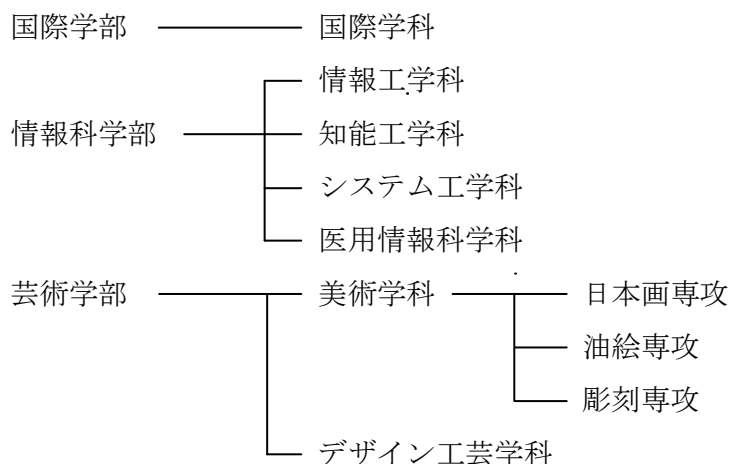 国際学部 国際学科
情報工学科
情報科学部 知能工学科
システム工学科
医用情報科学科
芸術学部 美術学科 日本画専攻
油絵専攻
彫刻専攻
デザイン工芸学科